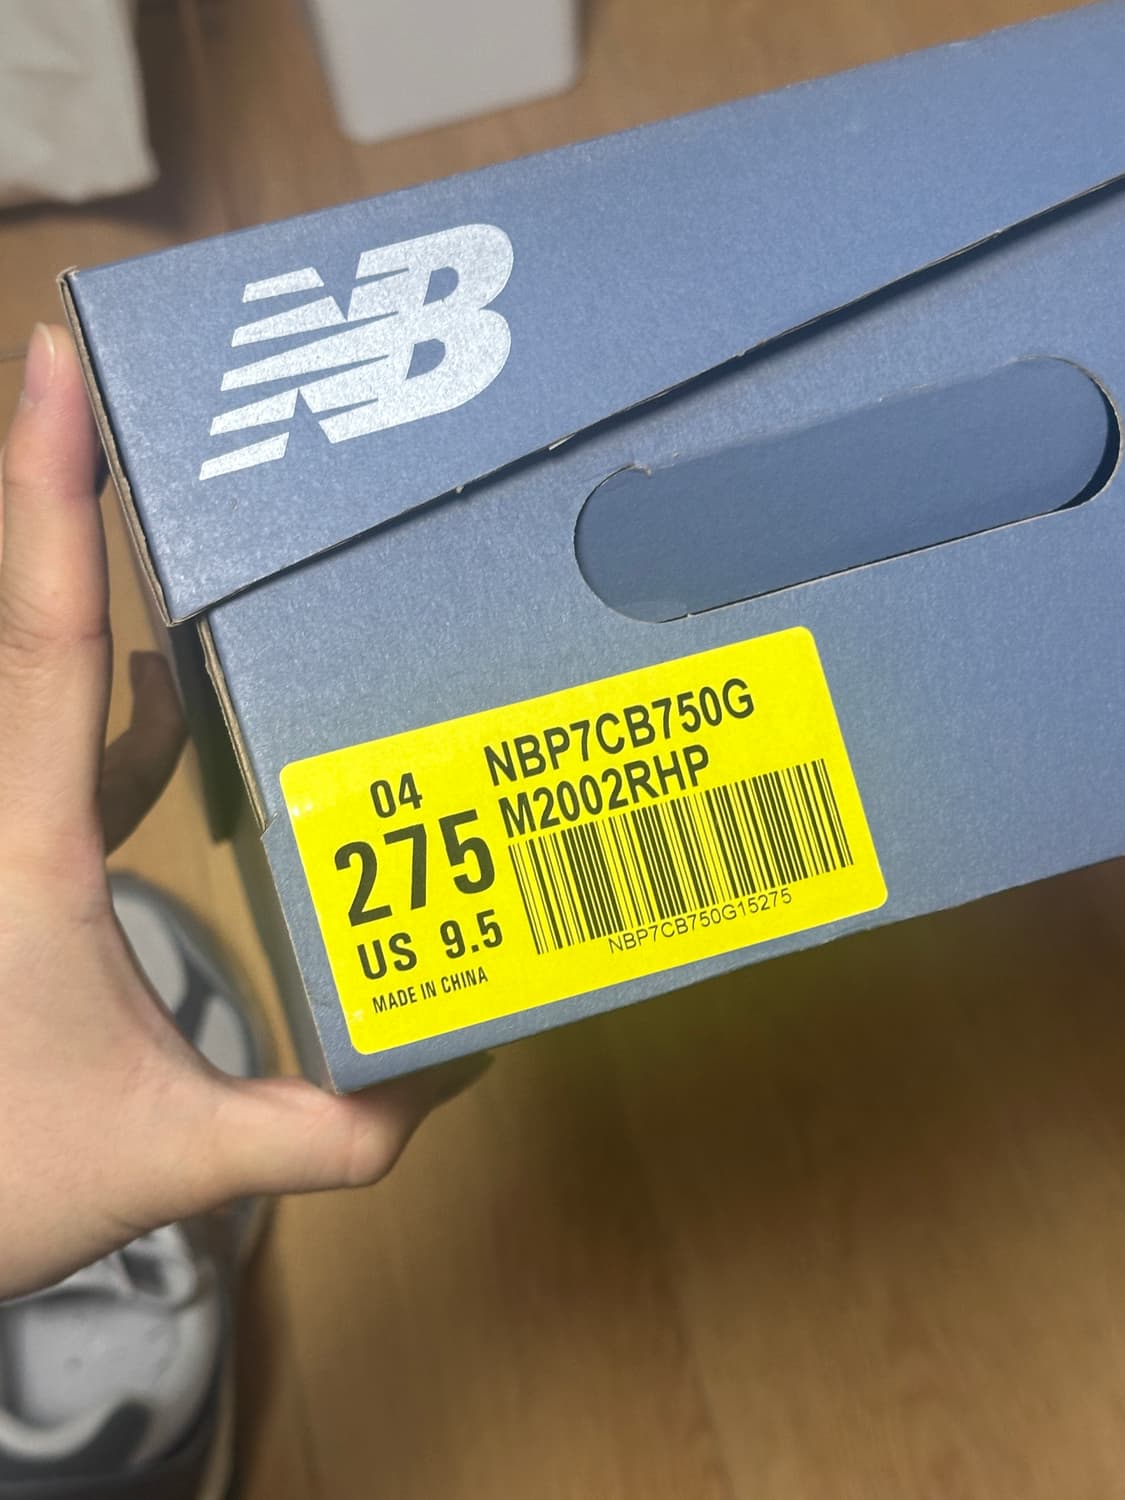 NB
04
275
US 9.5
MADE IN CHINA
NBP7CB750G
M2002RHP
NBP7CB750G15275